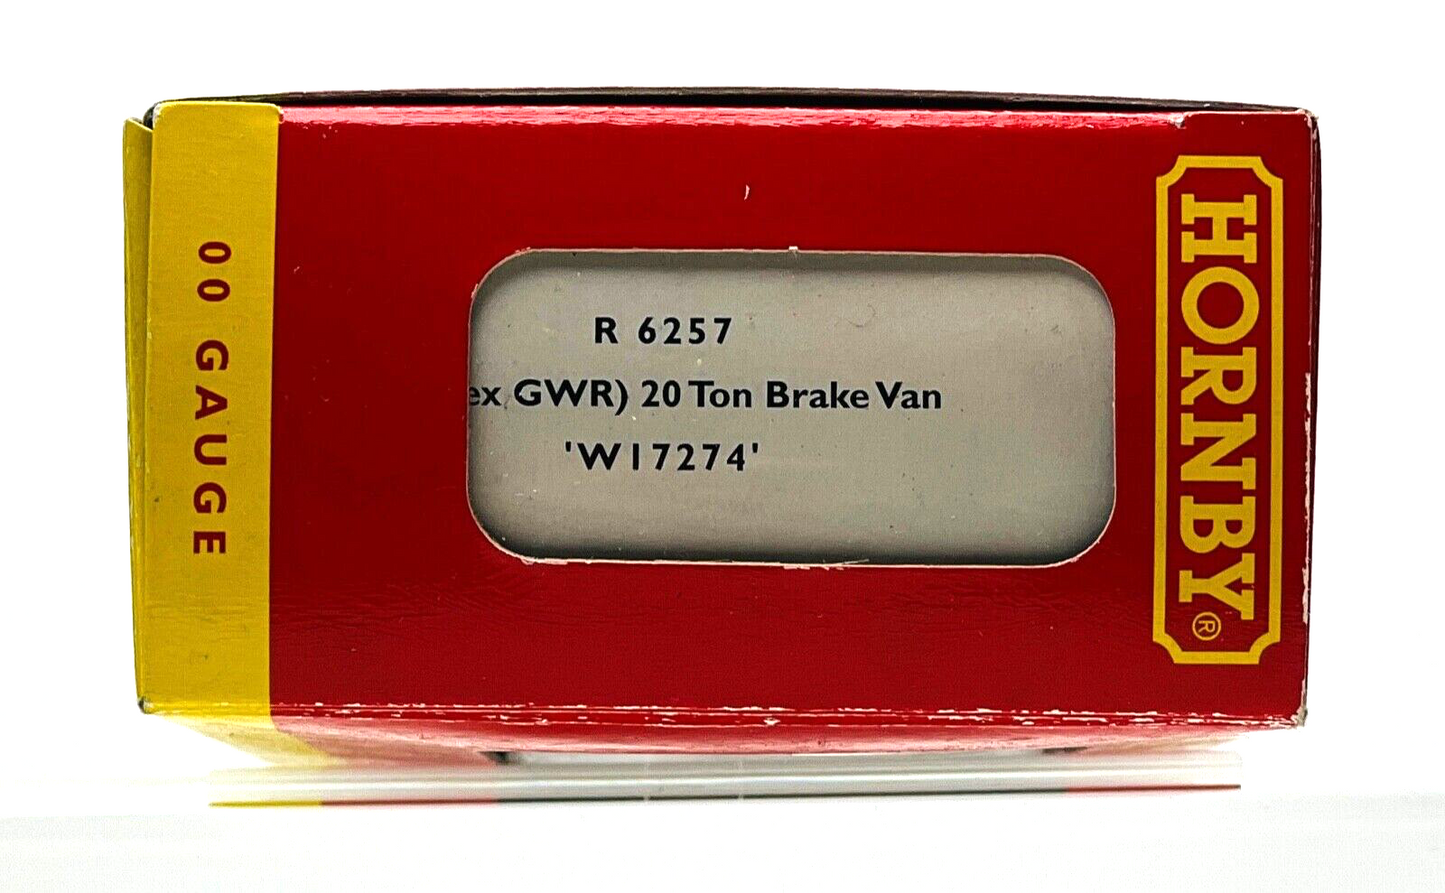 00 GAUGE
R 6257
ex GWR) 20 Ton Brake Van
'W17274'
HORNBY®